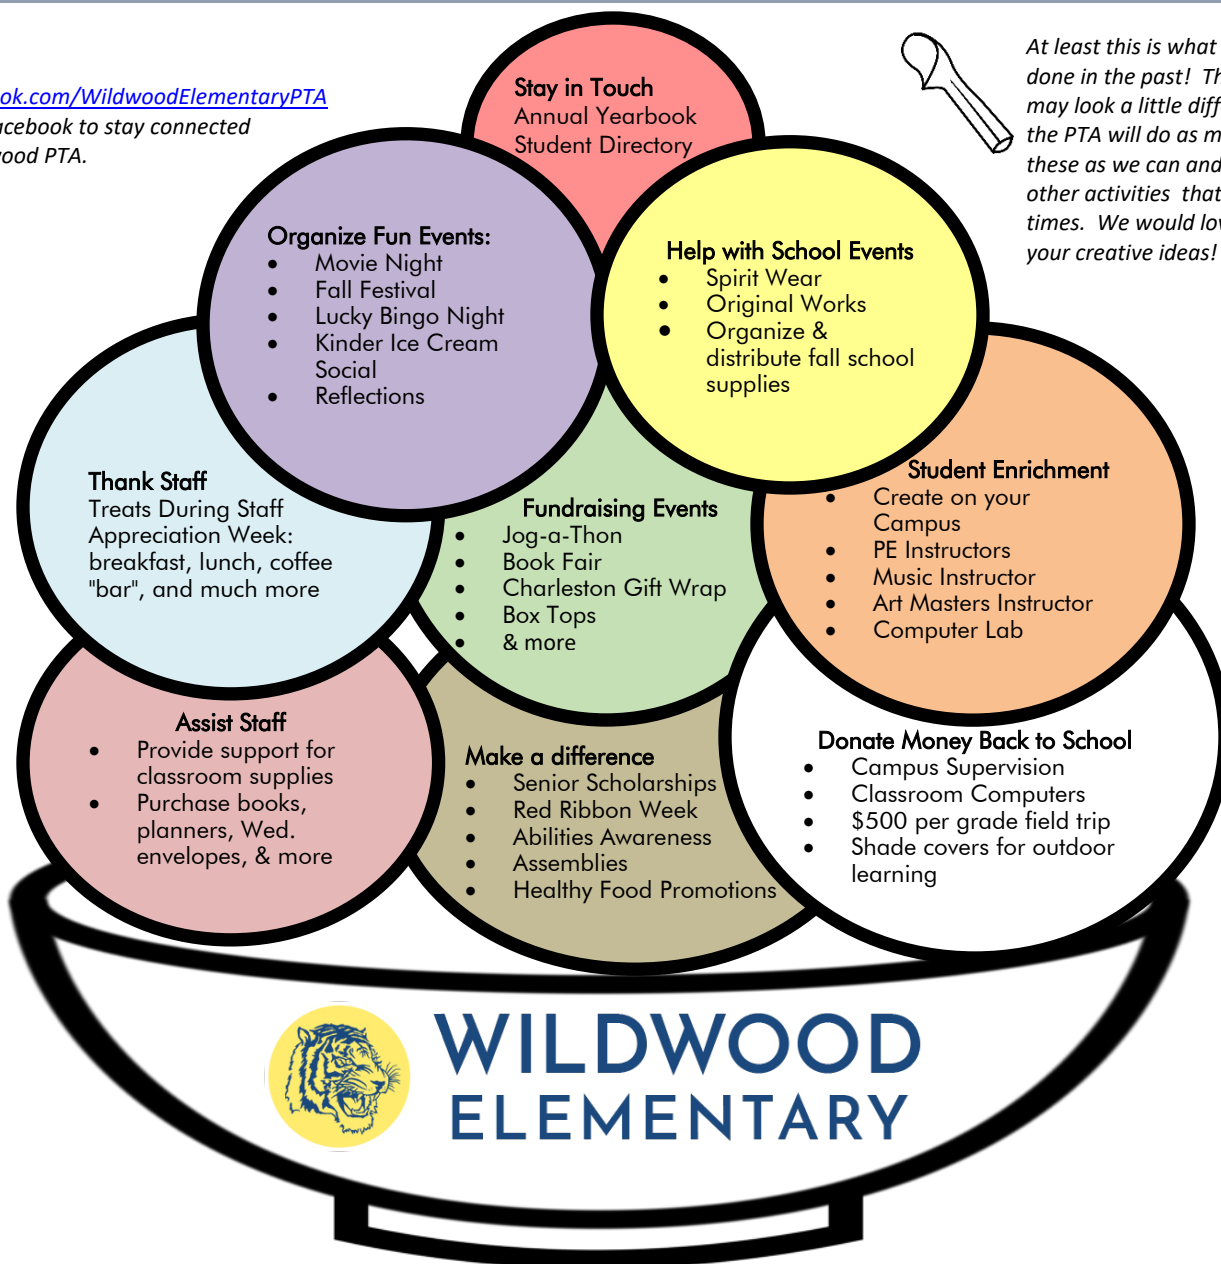 ook.com/WildwoodElementaryPTA
acebook to stay connected
ood PTA.
At least this is what
done in the past! Th
may look a little diff
the PTA will do as m
these as we can and
other activities that
times. We would lov
your creative ideas!
Stay in Touch
Annual Yearbook
Student Directory
Organize Fun Events:
• Movie Night
• Fall Festival
• Lucky Bingo Night
• Kinder Ice Cream
Social
• Reflections
Help with School Events
• Spirit Wear
• Original Works
• Organize &
distribute fall school
supplies
Thank Staff
Treats During Staff
Appreciation Week:
breakfast, lunch, coffee
"bar", and much more
Fundraising Events
• Jog-a-Thon
• Book Fair
• Charleston Gift Wrap
• Box Tops
• & more
Student Enrichment
• Create on your
Campus
• PE Instructors
• Music Instructor
• Art Masters Instructor
• Computer Lab
Assist Staff
• Provide support for
classroom supplies
• Purchase books,
planners, Wed.
envelopes, & more
Make a difference
• Senior Scholarships
• Red Ribbon Week
• Abilities Awareness
• Assemblies
• Healthy Food Promotions
Donate Money Back to School
• Campus Supervision
• Classroom Computers
• $500 per grade field trip
• Shade covers for outdoor
learning
WILDWOOD
ELEMENTARY